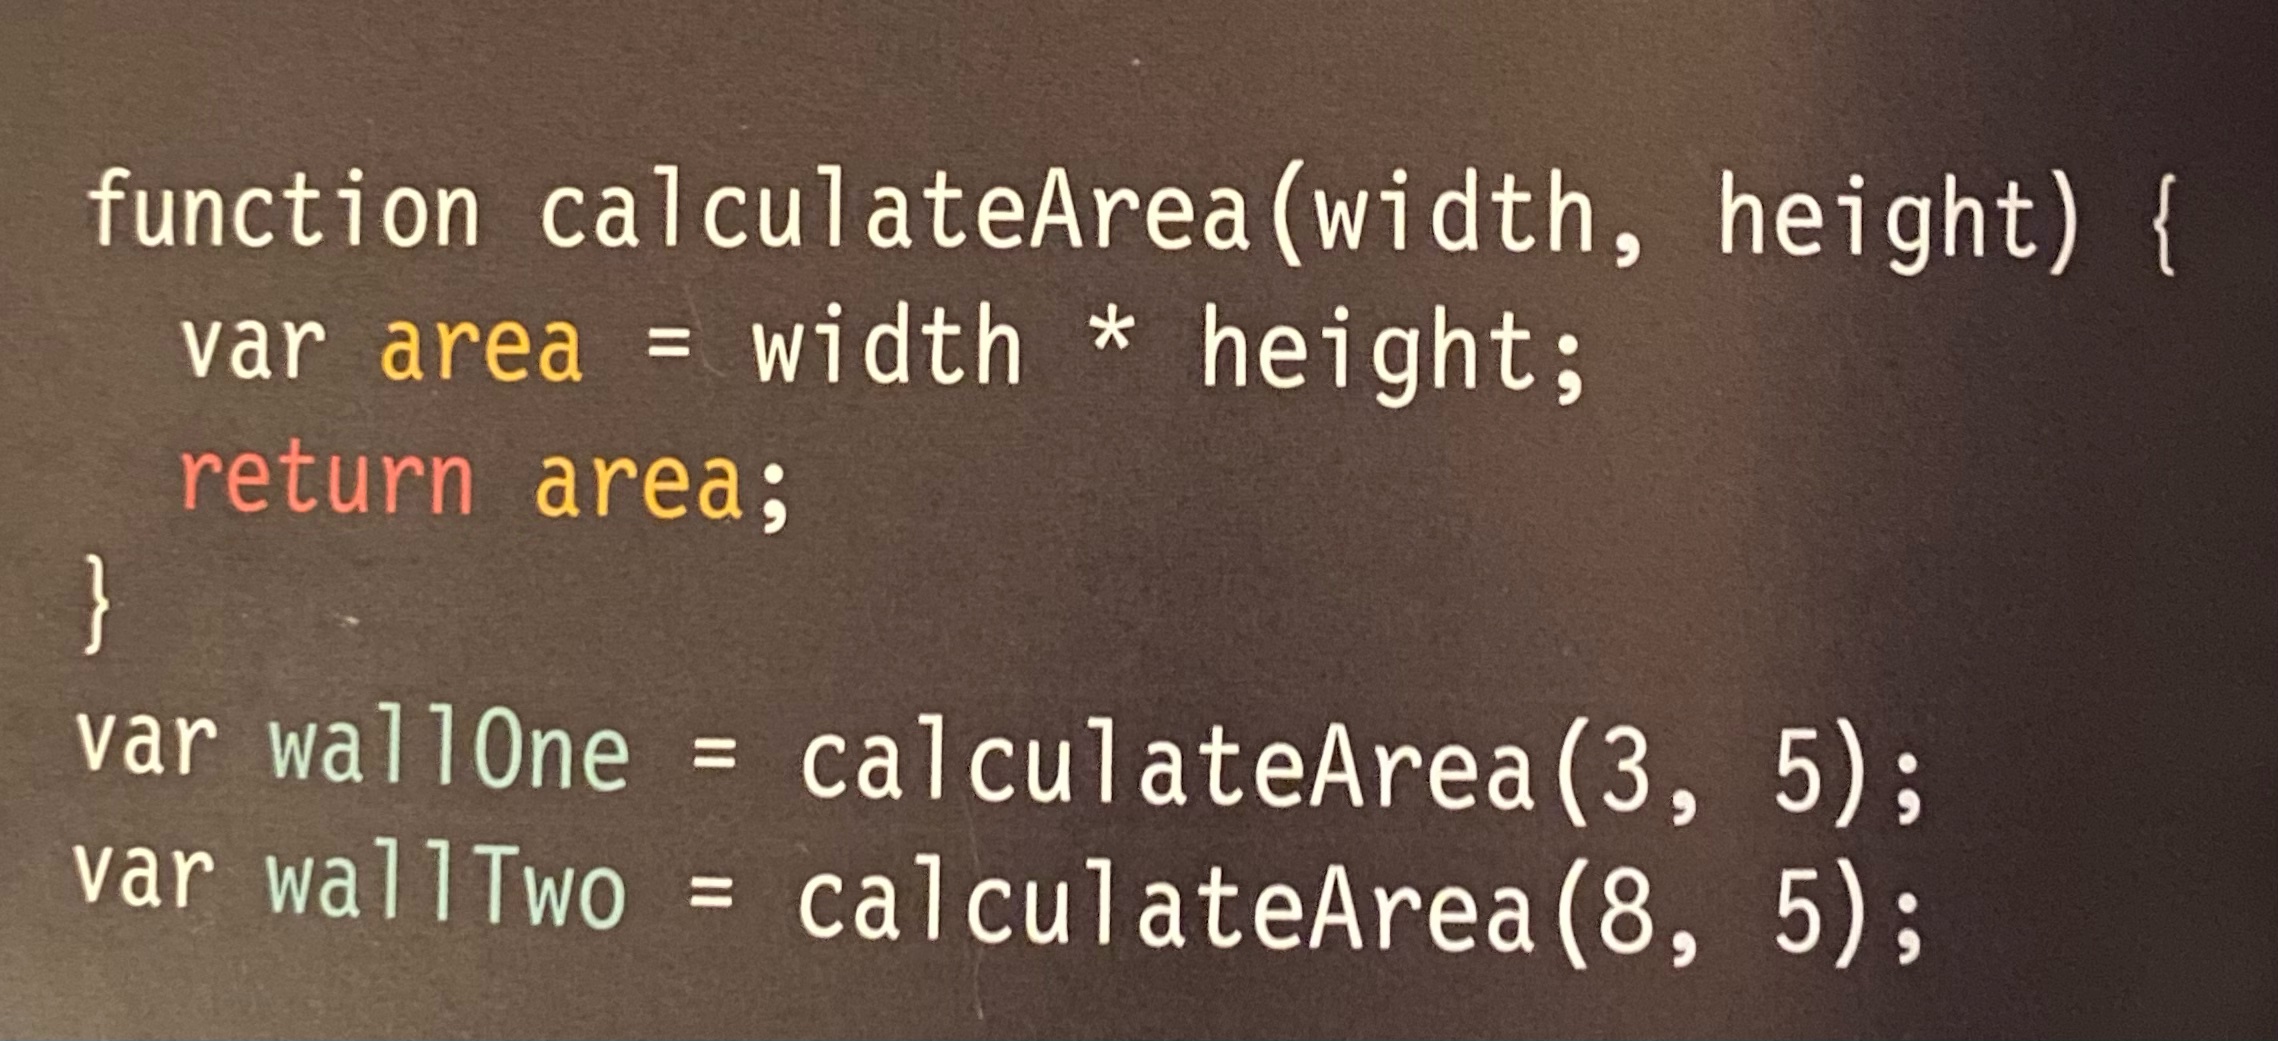 function calculateArea(width, height) {
  var area = width * height;
  return area;
}
var wallOne = calculateArea(3, 5);
var wallTwo = calculateArea(8, 5);